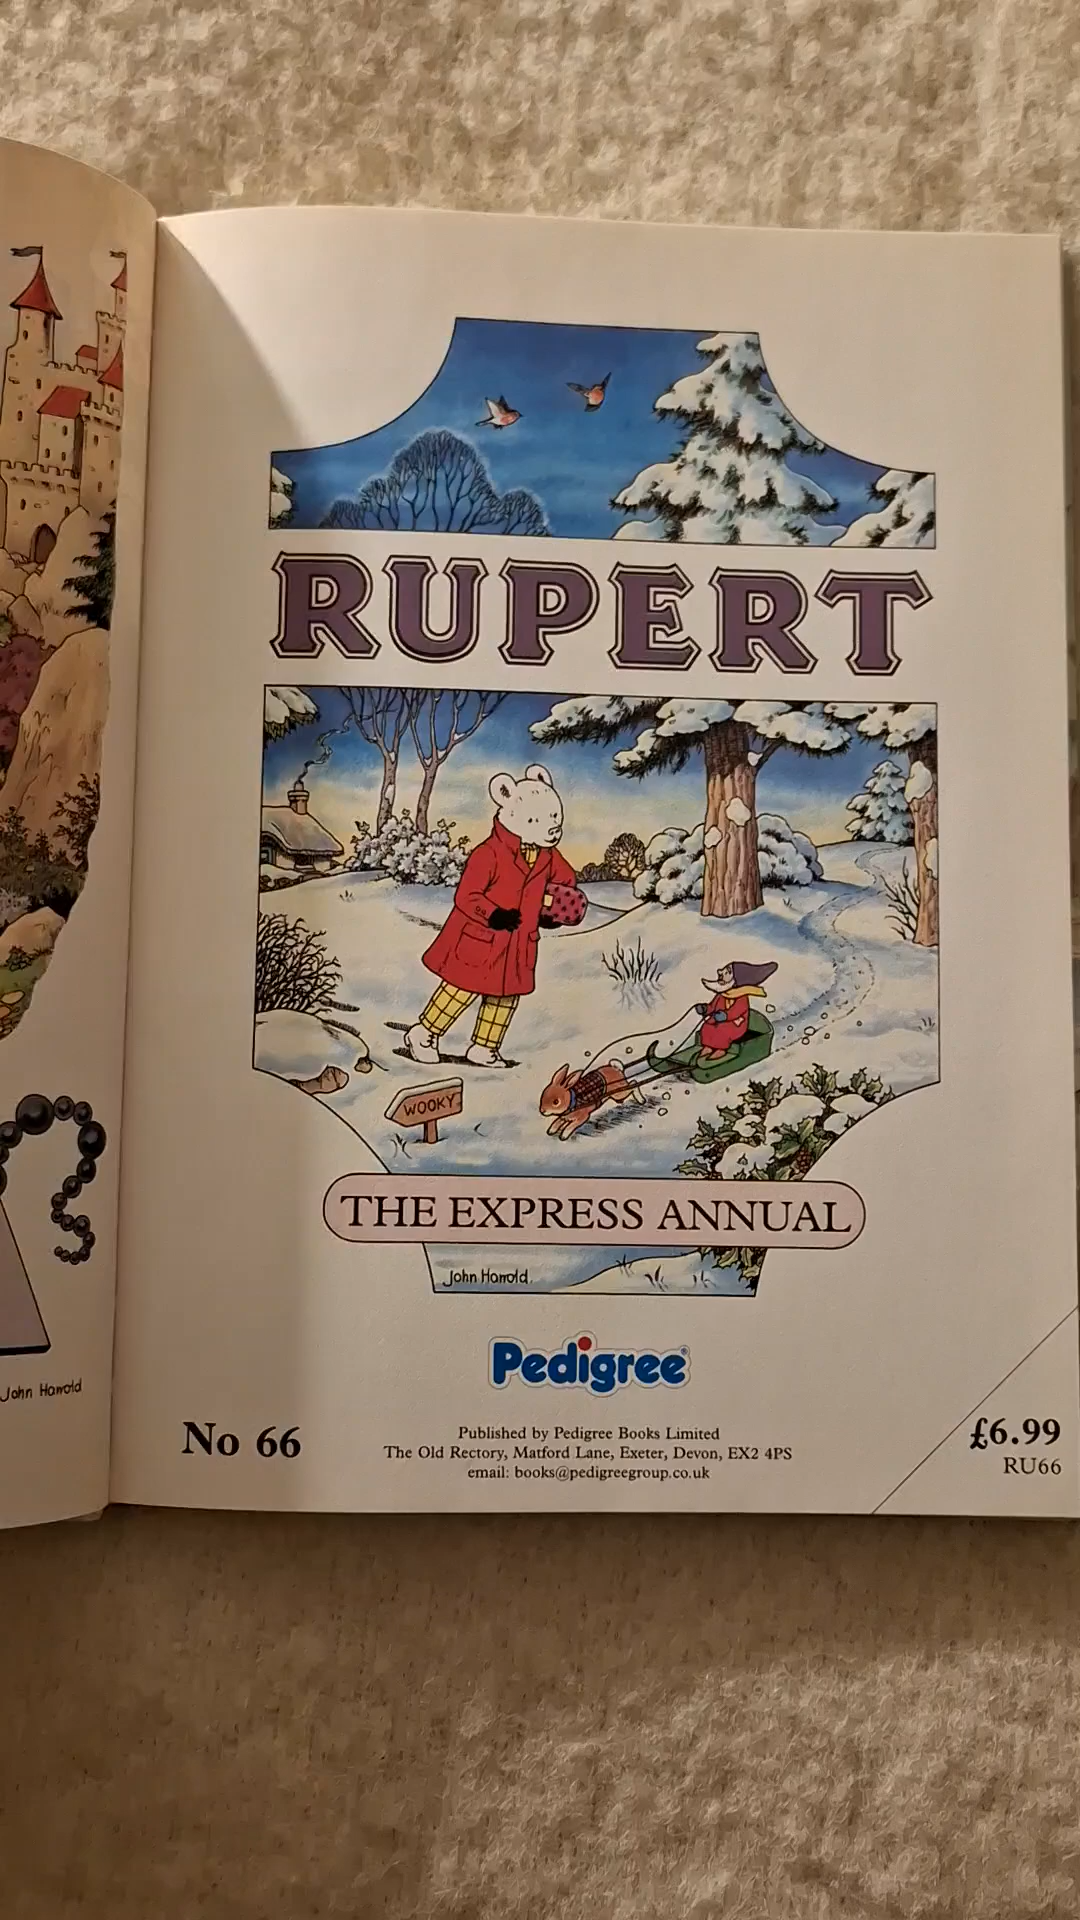 RUPERT
WOOKY
THE EXPRESS ANNUAL
John Harrold.
Pedigree®
John Harrold
No 66
Published by Pedigree Books Limited
The Old Rectory, Matford Lane, Exeter, Devon, EX2 4PS
email: books@pedigreegroup.co.uk
£6.99
RU66